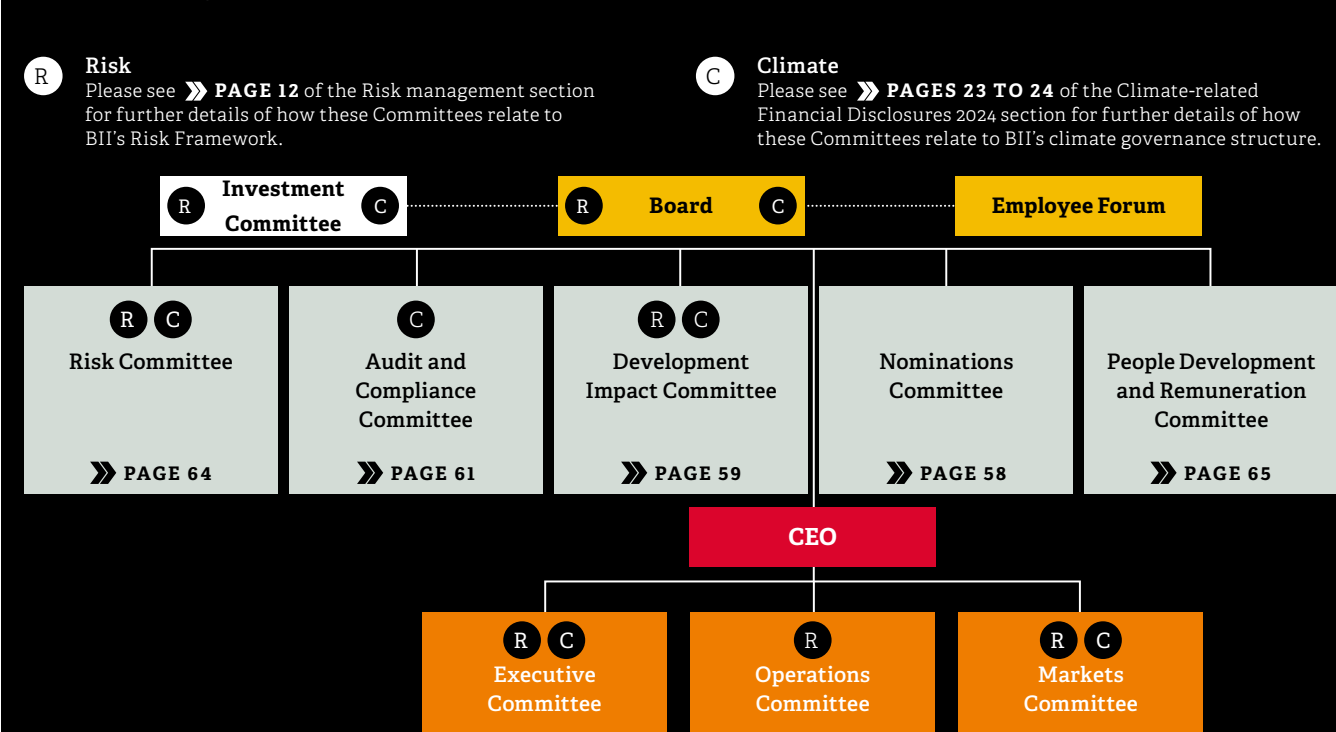 R
Risk
Please see PAGE 12 of the Risk management section
for further details of how these Committees relate to
BII's Risk Framework.
C
Climate
Please see PAGES 23 TO 24 of the Climate-related
Financial Disclosures 2024 section for further details of how
these Committees relate to BII's climate governance structure.
R
Investment
Committee
C
R
Board
C
Employee Forum
R C
Risk Committee
PAGE 64
C
Audit and
Compliance
Committee
PAGE 61
R C
Development
Impact Committee
PAGE 59
Nominations
Committee
PAGE 58
People Development
and Remuneration
Committee
PAGE 65
CEO
R C
Executive
Committee
R
Operations
Committee
R C
Markets
Committee